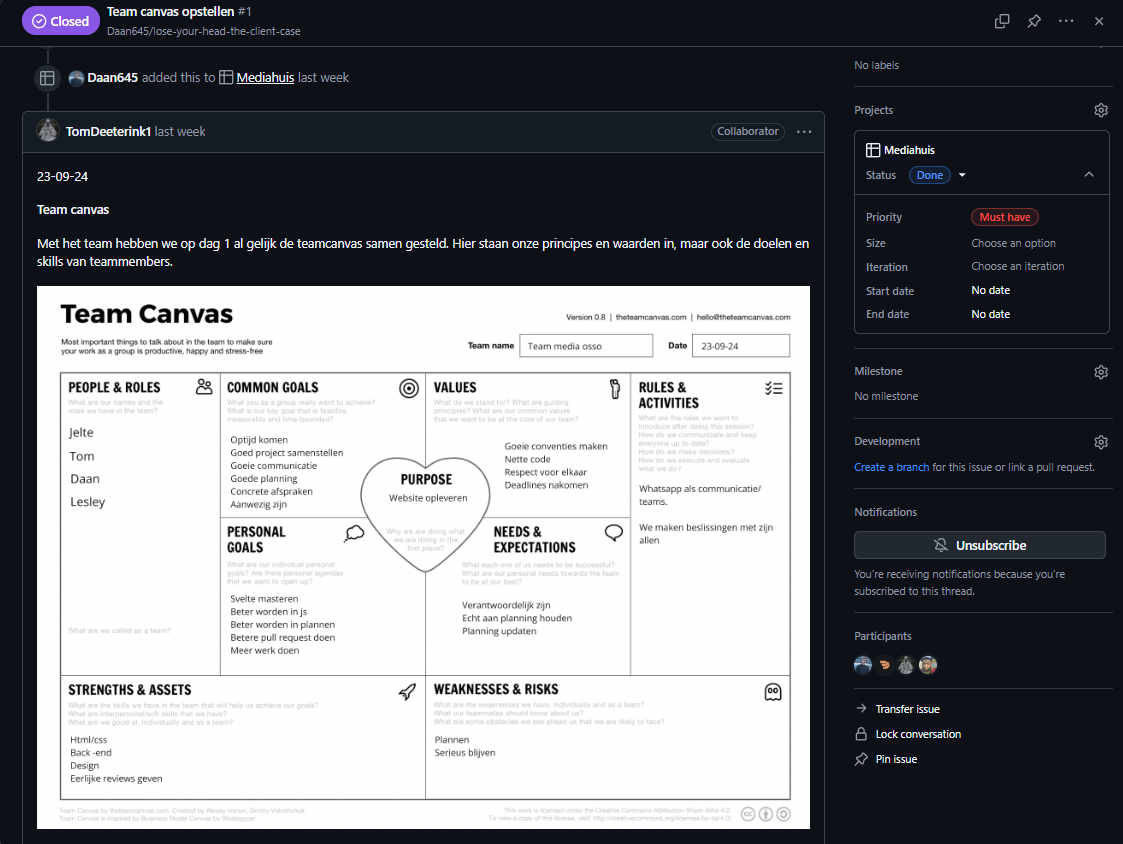 Closed
Team canvas opstellen #1
Daan645/lose-your-head-the-client-case
Daan645 added this to Mediahuis last week
TomDeeterink1 last week
Collaborator
23-09-24
Team canvas
Met het team hebben we op dag 1 al gelijk de teamcanvas samen gesteld. Hier staan onze principes en waarden in, maar ook de doelen en
skills van teammembers.
Team Canvas
Version 0.8 | theteamcanvas.com | hello@theteamcanvas.com
Most important things to talk about in the team to make sure
your work as a group is productive, happy and stress-free
Team name
Team media osso
Date
23-09-24
PEOPLE & ROLES
What are our names and the
roles we have in the team?
Jelte
Tom
Daan
Lesley
What are we called as a team?
COMMON GOALS
What you as a group really want to achieve?
What is our key goal that is feasible,
measurable and time-bounded?
Optijd komen
Goed project samenstellen
Goeie communicatie
Goede planning
Concrete afspraken
Aanwezig zijn
PURPOSE
Website opleveren
Why we are doing what
we are doing in the
first place?
VALUES
What do we stand for? What are guiding
principles? What are our common values
that we want to be at the core of our team?
Goeie conventies maken
Nette code
Respect voor elkaar
Deadlines nakomen
RULES &
ACTIVITIES
What are the rules we want to
introduce after doing this session?
How do we communicate and keep
everyone up to date?
How do we make decisions?
How do we execute and evaluate
what we do?
Whatsapp als communicatie/
teams.
We maken beslissingen met zijn
allen
PERSONAL
GOALS
What are our individual personal
goals? Are there personal agendas
that we want to open up?
Svelte masteren
Beter worden in js
Beter worden in plannen
Betere pull request doen
Meer werk doen
NEEDS &
EXPECTATIONS
What each one of us needs to be successful?
What are our personal needs towards the team
to be at our best?
Verantwoordelijk zijn
Echt aan planning houden
Planning updaten
STRENGTHS & ASSETS
What are the skills we have in the team that will help us achieve our goals?
What are interpersonal/soft skills that we have?
What are we good at, individually and as a team?
Html/css
Back -end
Design
Eerlijke reviews geven
WEAKNESSES & RISKS
What are the weaknesses we have, individually and as a team?
What our teammates should know about us?
What are some obstacles we see ahead us that we are likely to face?
Plannen
Serieus blijven
Team Canvas by theteamcanvas.com. Created by Alexey Ivanov, Dmitry Voloshchuk
Team Canvas is inspired by Business Model Canvas by Strategyzer.
This work is licensed under the Creative Commons Attribution-Share Alike 4.0.
To view a copy of this license, visit: http://creativecommons.org/licenses/by-sa/4.0/
No labels
Projects
Mediahuis
Status Done
Priority Must have
Size Choose an option
Iteration Choose an iteration
Start date No date
End date No date
Milestone
No milestone
Development
Create a branch for this issue or link a pull request.
Notifications
Unsubscribe
You're receiving notifications because you're
subscribed to this thread.
Participants
Transfer issue
Lock conversation
Pin issue